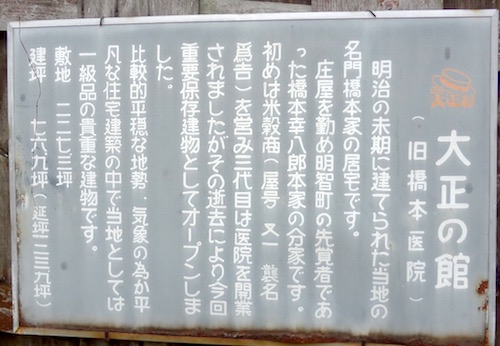 大正村
大正の館
（旧橋本医院）
明治の末期に建てられた当地の
名門橋本家の居宅です。
庄屋を勤め明智町の先覚者であ
った橋本幸八郎本家の分家です。
初めは米穀商（屋号 又一 襲名
為吉）を営み三代目は医院を開業
されましたがその逝去により今回
重要保存建物としてオープンしま
した。
比較的平穏な地勢、気象の為か平
凡な住宅建築の中で当地としては
一級品の貴重な建物です。
敷地 二二七三坪
建坪 七六九坪（延坪一二三九坪）